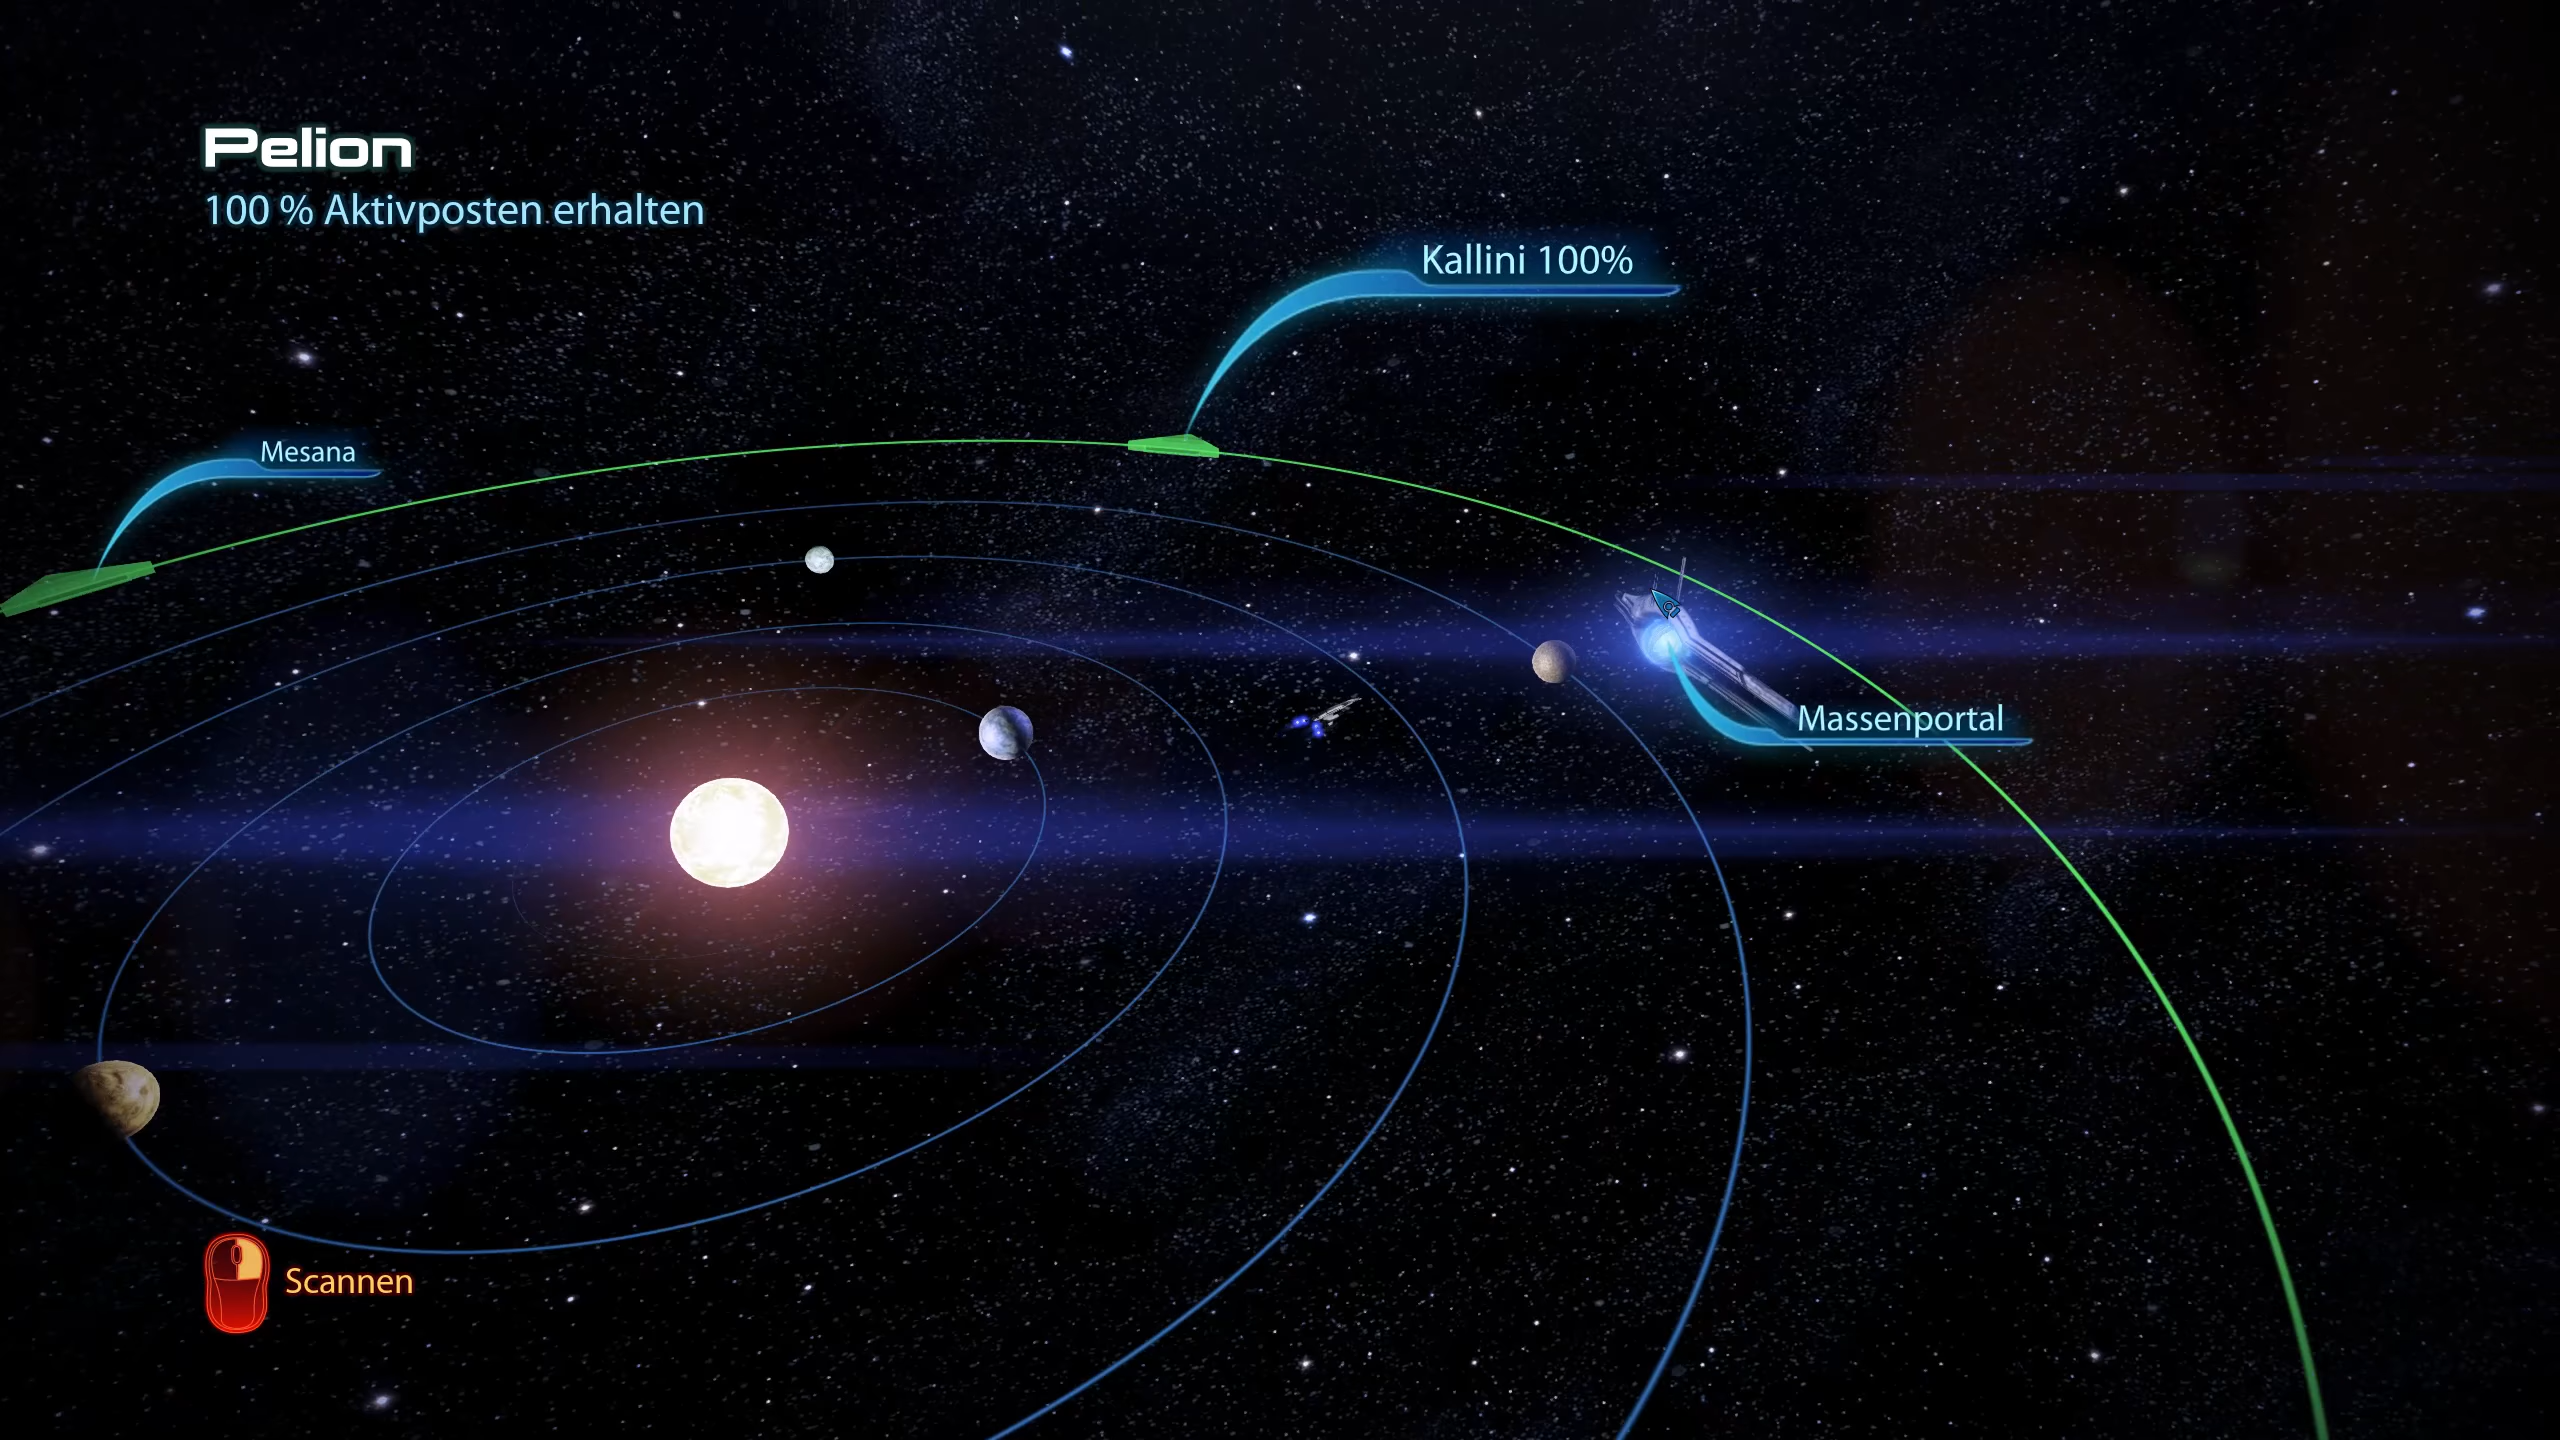 Pelion
100 % Aktivposten erhalten
Kallini 100%
Mesana
Massenportal
Scannen